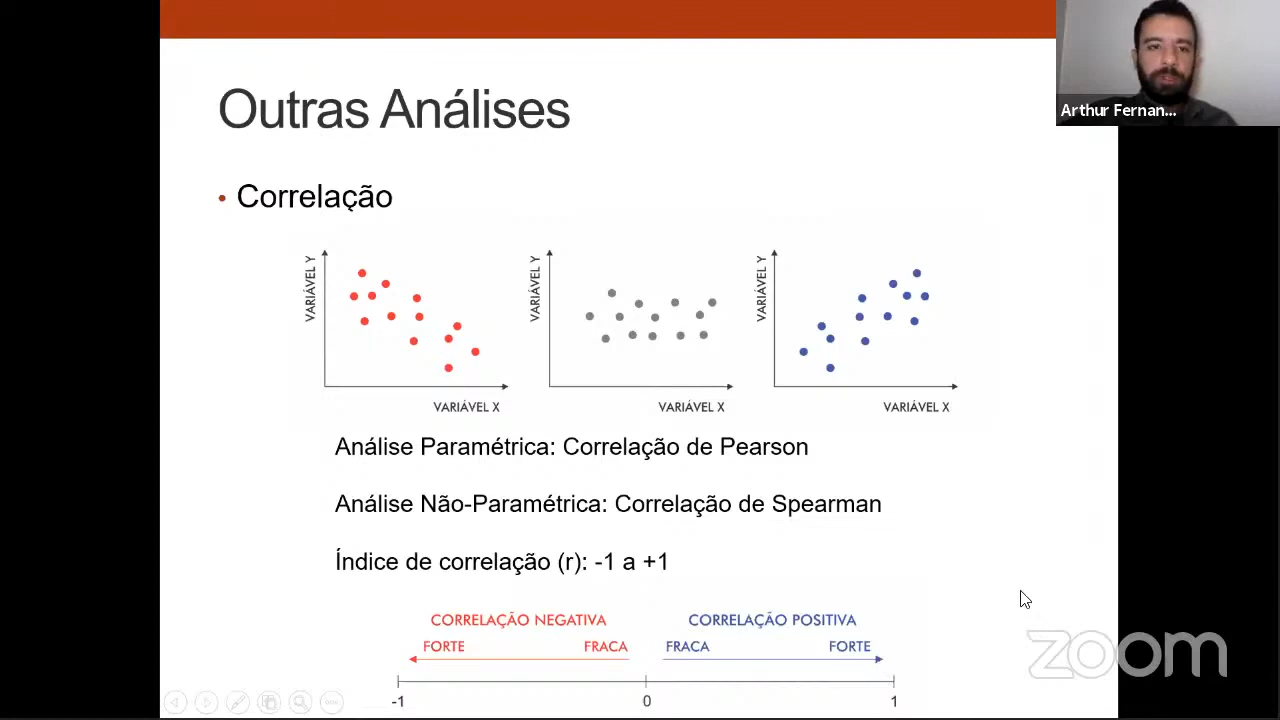 Outras Análises
Arthur Fernan...
• Correlação
VARIÁVEL Y
VARIÁVEL X
VARIÁVEL Y
VARIÁVEL X
VARIÁVEL Y
VARIÁVEL X
Análise Paramétrica: Correlação de Pearson
Análise Não-Paramétrica: Correlação de Spearman
Índice de correlação (r): -1 a +1
CORRELAÇÃO NEGATIVA
FORTE FRACA
CORRELAÇÃO POSITIVA
FRACA FORTE
-1 0 1
zoom